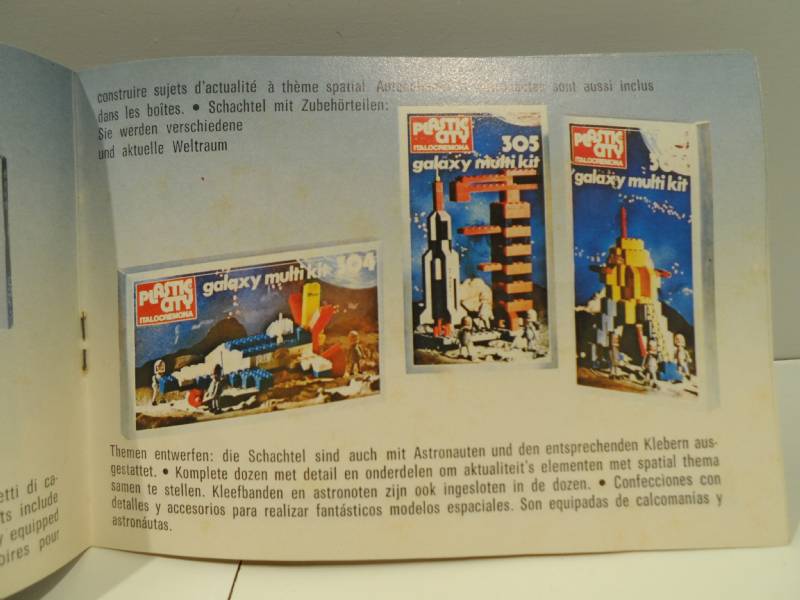 construire sujets d'actualité à thème spatial. sont aussi inclus
dans les boîtes. • Schachtel mit Zubehörteilen:
Sie werden verschiedene
und aktuelle Weltraum
PLASTIC
CITY
ITALOCREMONA
305
galaxy multi kit
PLASTIC
CITY
ITALOCREMONA
galaxy multi kit
PLASTIC
CITY
ITALOCREMONA
galaxy multi kit 304
Themen entwerfen: die Schachtel sind auch mit Astronauten und den entsprechenden Klebern aus-
gestattet. • Komplete dozen met detail en onderdelen om aktualiteit's elementen met spatial thema
samen te stellen. Kleefbanden en astronoten zijn ook ingesloten in de dozen. • Confecciones con
detalles y accesorios para realizar fantásticos modelos espaciales. Son equipadas de calcomanias y
astronáutas.
etti di ca-
ts include
y equipped
oires pour